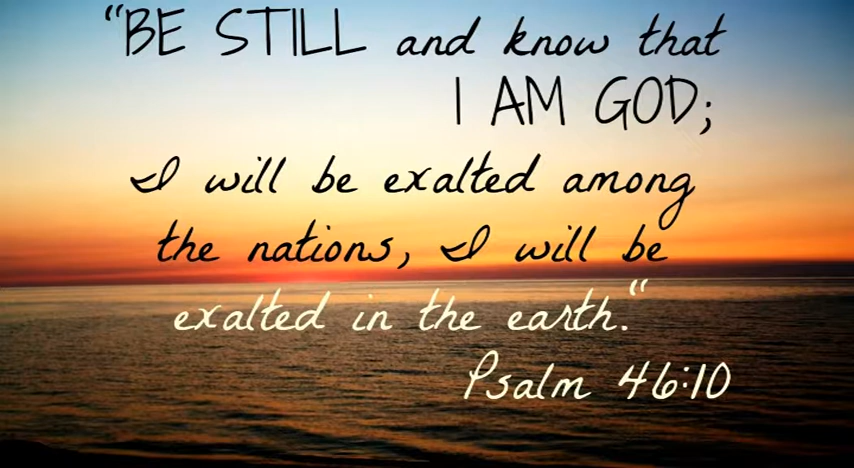 "BE STILL and know that
I AM GOD;
I will be exalted among
the nations, I will be
exalted in the earth."
Psalm 46:10